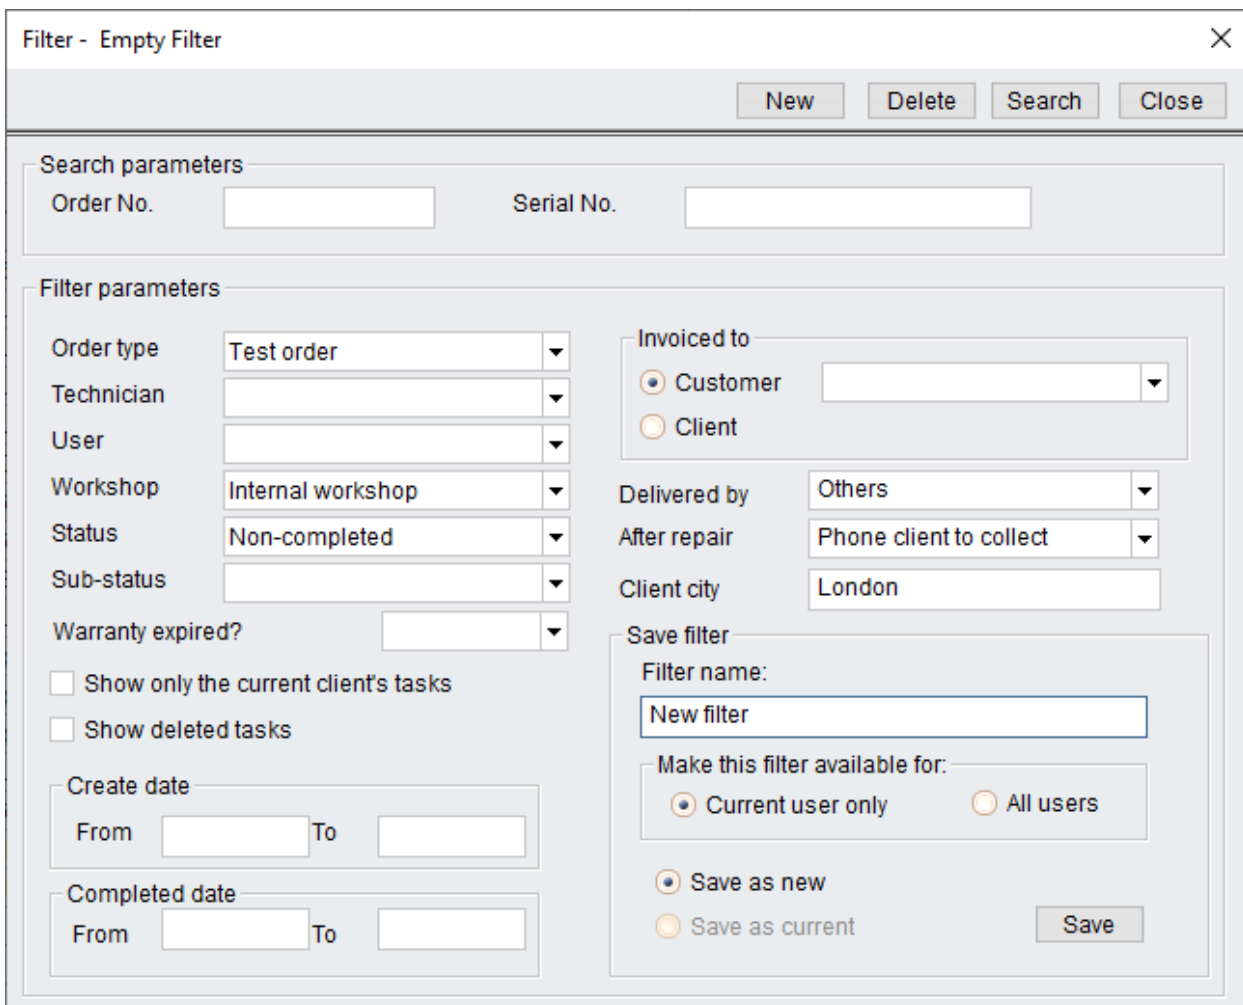 Filter - Empty Filter
New Delete Search Close
Search parameters
Order No. Serial No.
Filter parameters
Order type Test order
Technician
User
Workshop Internal workshop
Status Non-completed
Sub-status
Warranty expired?
Show only the current client's tasks
Show deleted tasks
Create date
From To
Completed date
From To
Invoiced to
Customer
Client
Delivered by Others
After repair Phone client to collect
Client city London
Save filter
Filter name:
New filter
Make this filter available for:
Current user only All users
Save as new
Save as current Save